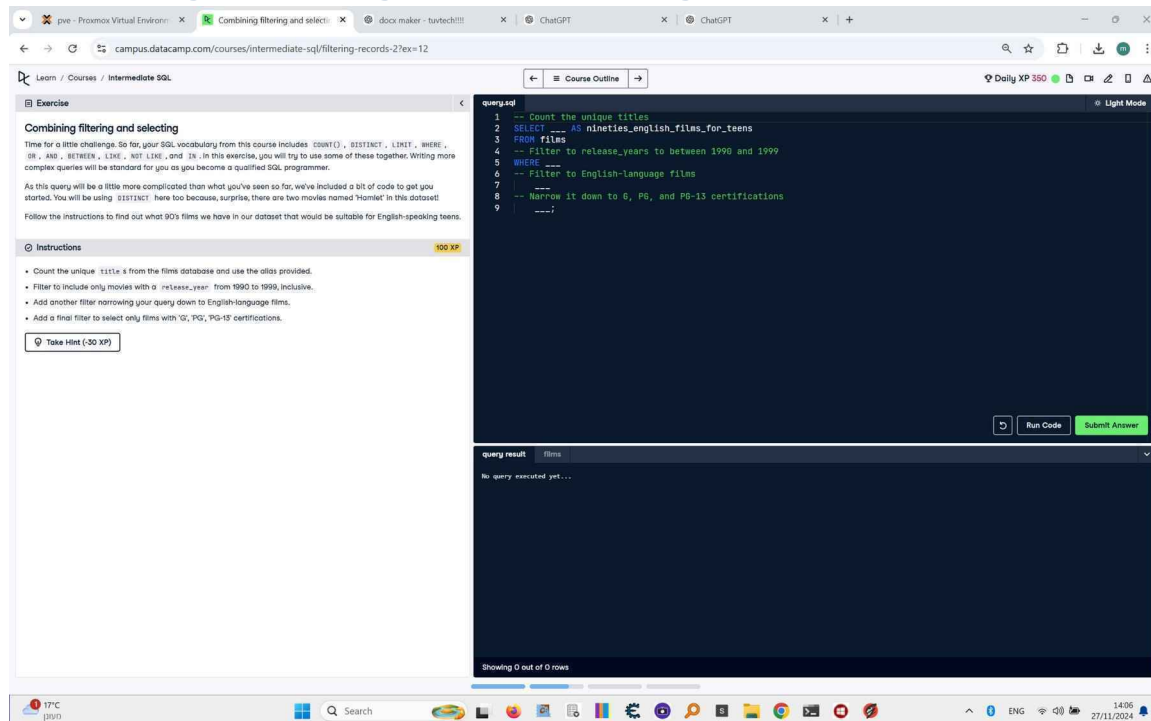 pve - Proxmox Virtual Environm
Combining filtering and selectin
docx maker - tuvtech!!!!
ChatGPT
ChatGPT
campus.datacamp.com/courses/intermediate-sql/filtering-records-2?ex=12
m
Learn / Courses / Intermediate SQL
← ≡ Course Outline →
Daily XP 350
Exercise
Combining filtering and selecting
Time for a little challenge. So far, your SQL vocabulary from this course includes COUNT() , DISTINCT , LIMIT , WHERE ,
OR , AND , BETWEEN , LIKE , NOT LIKE , and IN . In this exercise, you will try to use some of these together. Writing more
complex queries will be standard for you as you become a qualified SQL programmer.
As this query will be a little more complicated than what you've seen so far, we've included a bit of code to get you
started. You will be using DISTINCT here too because, surprise, there are two movies named 'Hamlet' in this dataset!
Follow the instructions to find out what 90's films we have in our dataset that would be suitable for English-speaking teens.
Instructions
100 XP
• Count the unique title s from the films database and use the alias provided.
• Filter to include only movies with a release_year from 1990 to 1999, inclusive.
• Add another filter narrowing your query down to English-language films.
• Add a final filter to select only films with 'G', 'PG', 'PG-13' certifications.
Take Hint (-30 XP)
query.sql
Light Mode
1 -- Count the unique titles
2 SELECT ___ AS nineties_english_films_for_teens
3 FROM films
4 -- Filter to release_years to between 1990 and 1999
5 WHERE ___
6 -- Filter to English-language films
7 ___
8 -- Narrow it down to G, PG, and PG-13 certifications
9 ___;
Run Code
Submit Answer
query result
films
No query executed yet...
Showing 0 out of 0 rows
1
17°C
מעונן
Search
S
ENG
14:06
27/11/2024